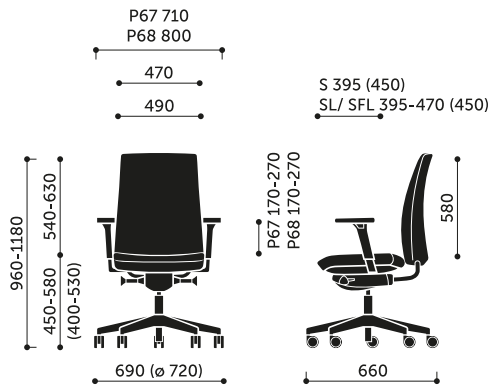 P67 710
P68 800
470
490
S 395 (450)
SL/ SFL 395-470 (450)
960-1180
540-630
450-580
(400-530)
P67 170-270
P68 170-270
580
690 (ø 720)
660